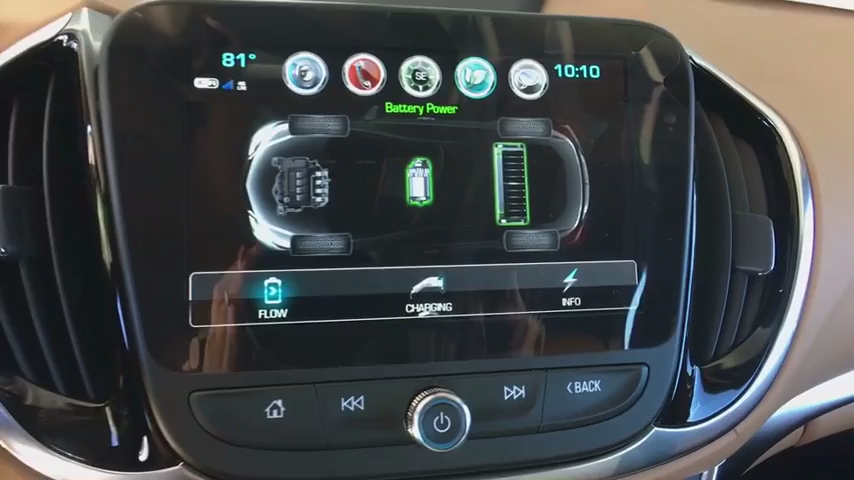 81°
SE
10:10
Battery Power
FLOW
CHARGING
INFO
BACK